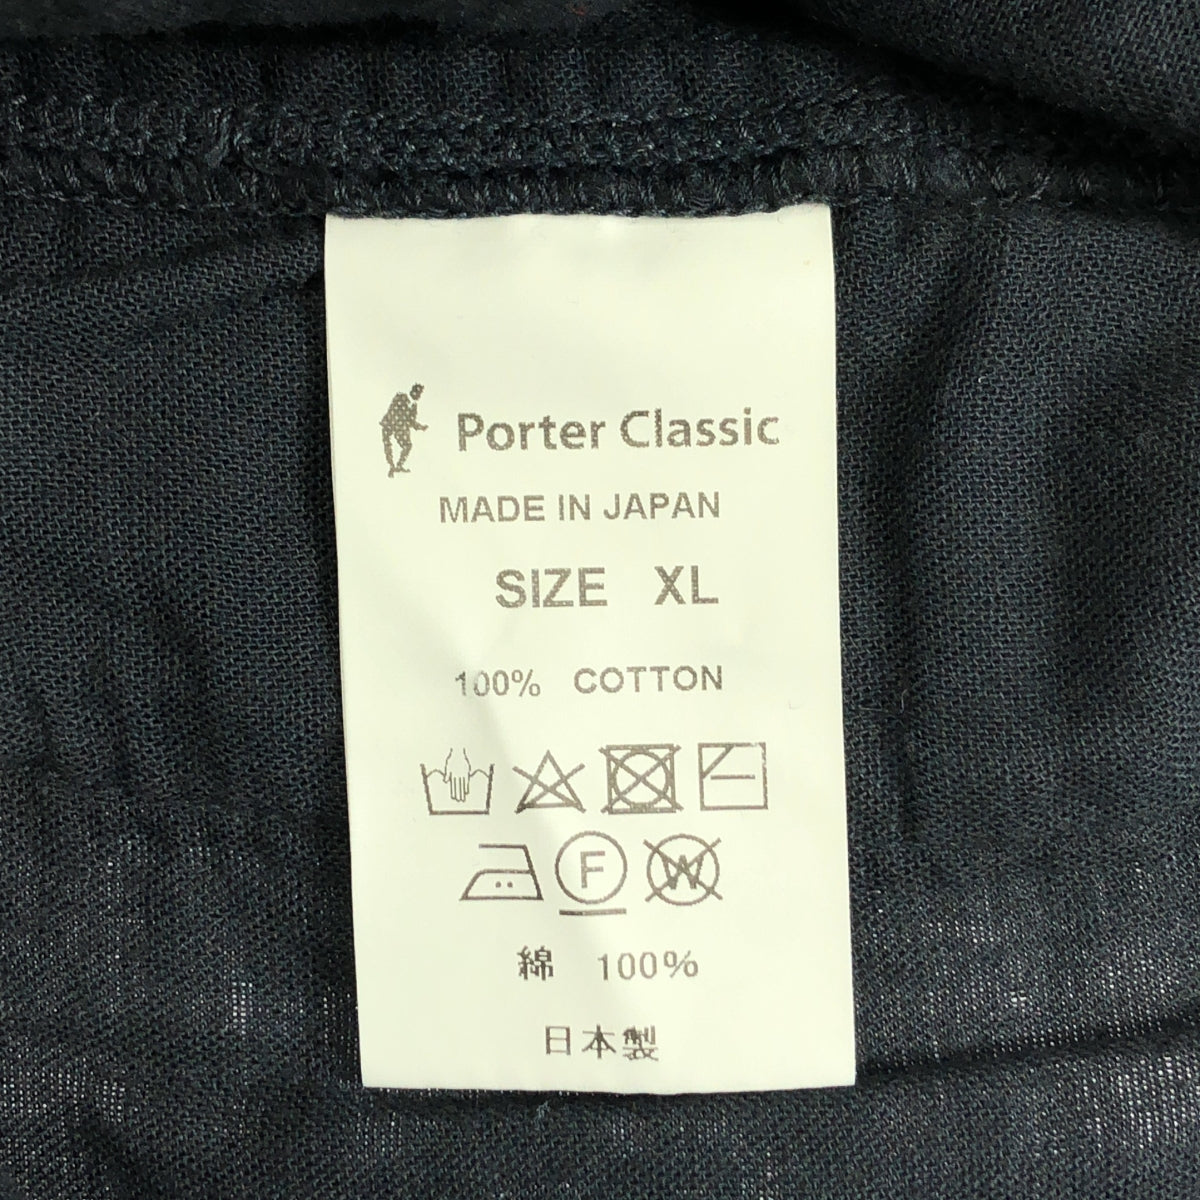 Porter Classic
MADE IN JAPAN
SIZE XL
100% COTTON
F W
綿 100%
日本製